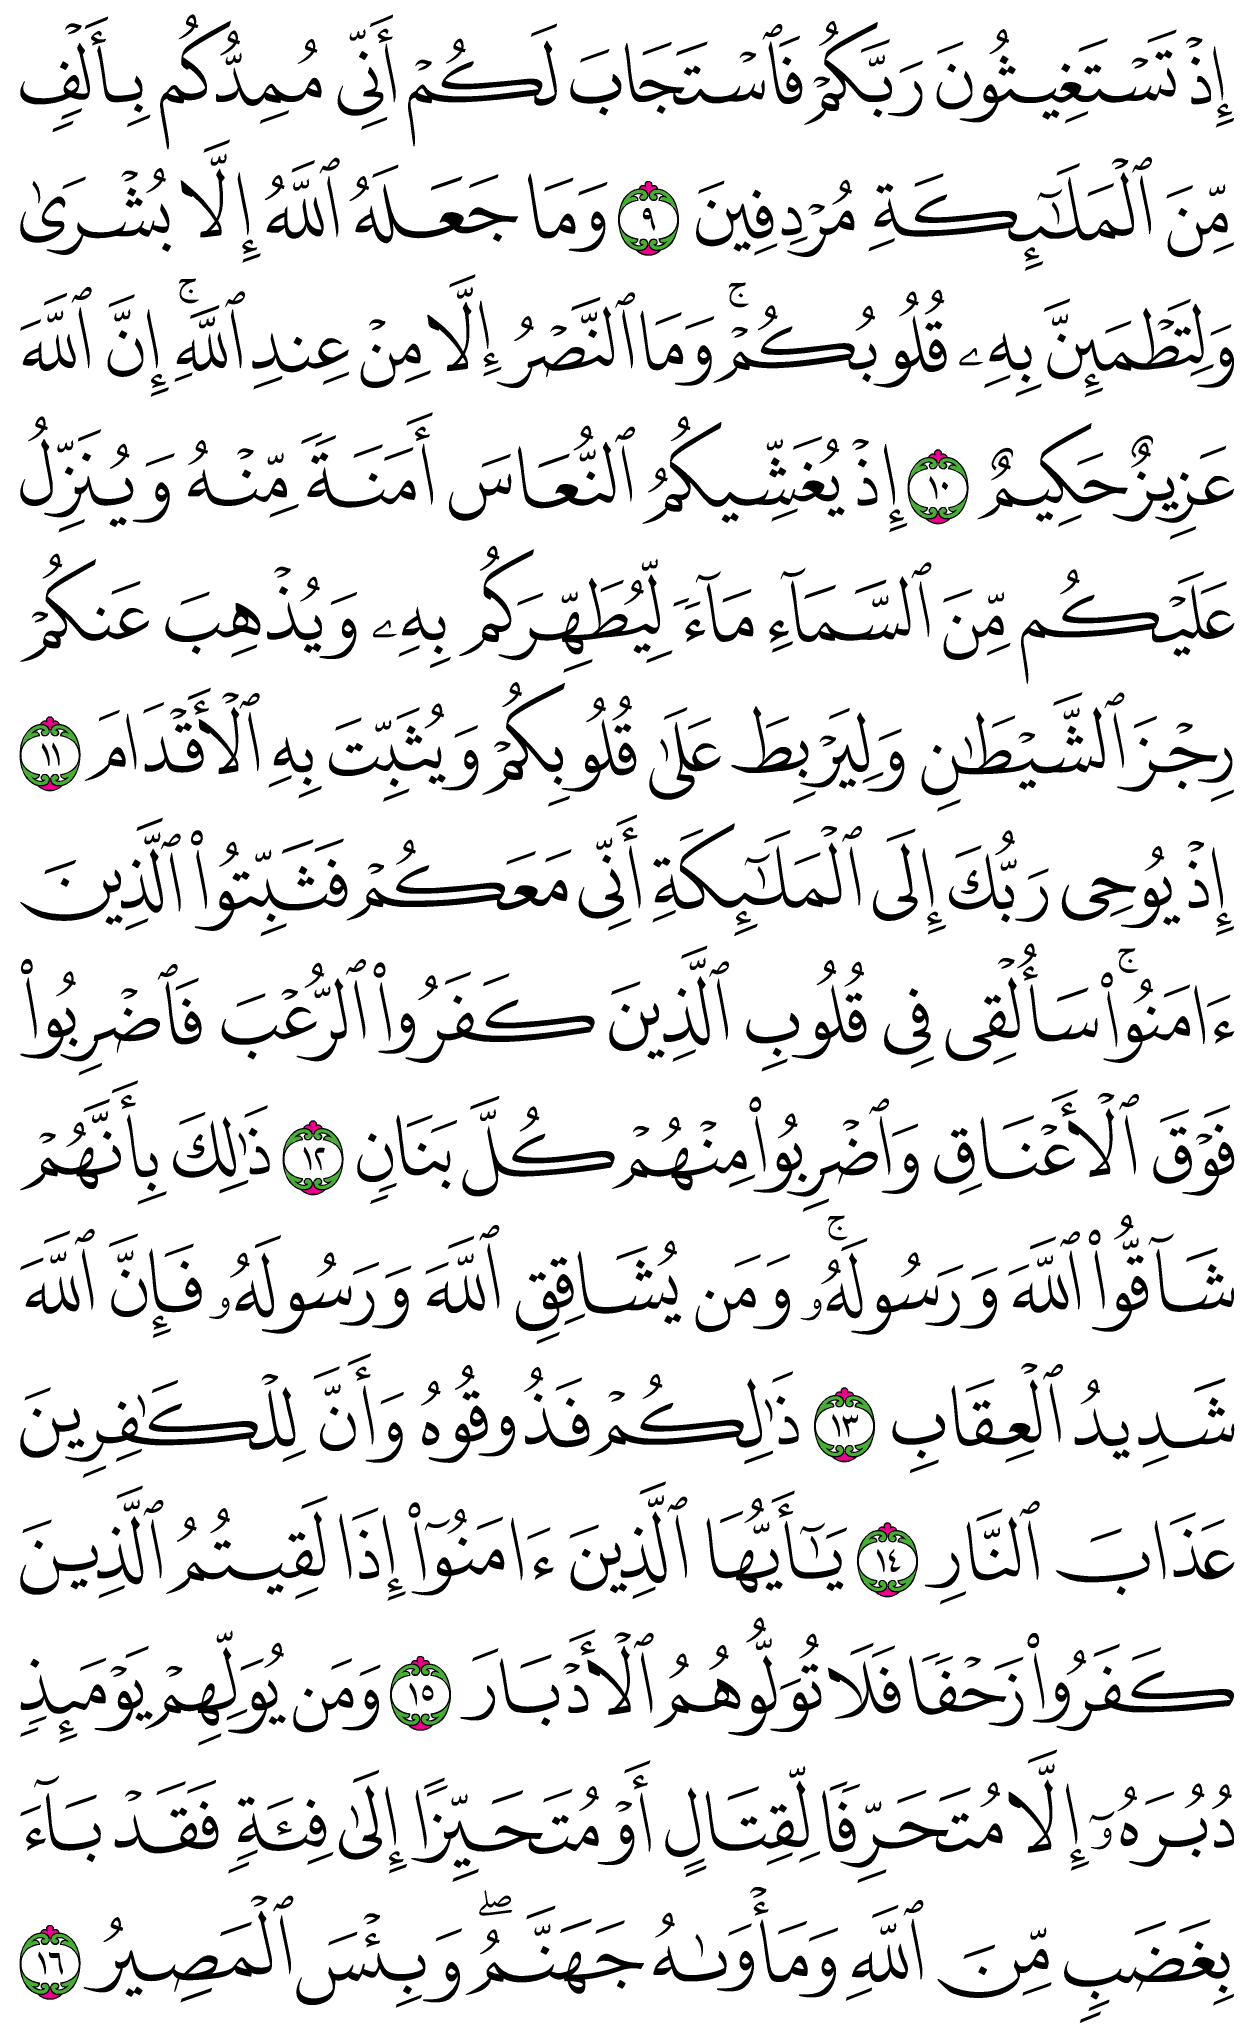 إِذۡ تَسۡتَغِيثُونَ رَبَّكُمۡ فَٱسۡتَجَابَ لَكُمۡ أَنِّي مُمِدُّكُم بِأَلۡفٖ
مِّنَ ٱلۡمَلَٰٓئِكَةِ مُرۡدِفِينَ ٩ وَمَا جَعَلَهُ ٱللَّهُ إِلَّا بُشۡرَىٰ
وَلِتَطۡمَئِنَّ بِهِۦ قُلُوبُكُمۡۚ وَمَا ٱلنَّصۡرُ إِلَّا مِنۡ عِندِ ٱللَّهِۚ إِنَّ ٱللَّهَ
عَزِيزٌ حَكِيمٌ ١٠ إِذۡ يُغَشِّيكُمُ ٱلنُّعَاسَ أَمَنَةٗ مِّنۡهُ وَيُنَزِّلُ
عَلَيۡكُم مِّنَ ٱلسَّمَآءِ مَآءٗ لِّيُطَهِّرَكُم بِهِۦ وَيُذۡهِبَ عَنكُمۡ
رِجۡزَ ٱلشَّيۡطَٰنِ وَلِيَرۡبِطَ عَلَىٰ قُلُوبِكُمۡ وَيُثَبِّتَ بِهِ ٱلۡأَقۡدَامَ ١١
إِذۡ يُوحِي رَبُّكَ إِلَى ٱلۡمَلَٰٓئِكَةِ أَنِّي مَعَكُمۡ فَثَبِّتُواْ ٱلَّذِينَ
ءَامَنُواْۚ سَأُلۡقِي فِي قُلُوبِ ٱلَّذِينَ كَفَرُواْ ٱلرُّعۡبَ فَٱضۡرِبُواْ
فَوۡقَ ٱلۡأَعۡنَاقِ وَٱضۡرِبُواْ مِنۡهُمۡ كُلَّ بَنَانٖ ١٢ ذَٰلِكَ بِأَنَّهُمۡ
شَآقُّواْ ٱللَّهَ وَرَسُولَهُۥۚ وَمَن يُشَاقِقِ ٱللَّهَ وَرَسُولَهُۥ فَإِنَّ ٱللَّهَ
شَدِيدُ ٱلۡعِقَابِ ١٣ ذَٰلِكُمۡ فَذُوقُوهُ وَأَنَّ لِلۡكَٰفِرِينَ
عَذَابَ ٱلنَّارِ ١٤ يَٰٓأَيُّهَا ٱلَّذِينَ ءَامَنُوٓاْ إِذَا لَقِيتُمُ ٱلَّذِينَ
كَفَرُواْ زَحۡفٗا فَلَا تُوَلُّوهُمُ ٱلۡأَدۡبَارَ ١٥ وَمَن يُوَلِّهِمۡ يَوۡمَئِذٖ
دُبُرَهُۥٓ إِلَّا مُتَحَرِّفٗا لِّقِتَالٍ أَوۡ مُتَحَيِّزًا إِلَىٰ فِئَةٖ فَقَدۡ بَآءَ
بِغَضَبٖ مِّنَ ٱللَّهِ وَمَأۡوَىٰهُ جَهَنَّمُۖ وَبِئۡسَ ٱلۡمَصِيرُ ١٦